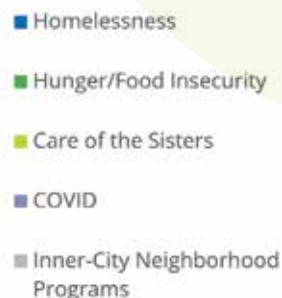 Homelessness
Hunger/Food Insecurity
Care of the Sisters
COVID
Inner-City Neighborhood
Programs